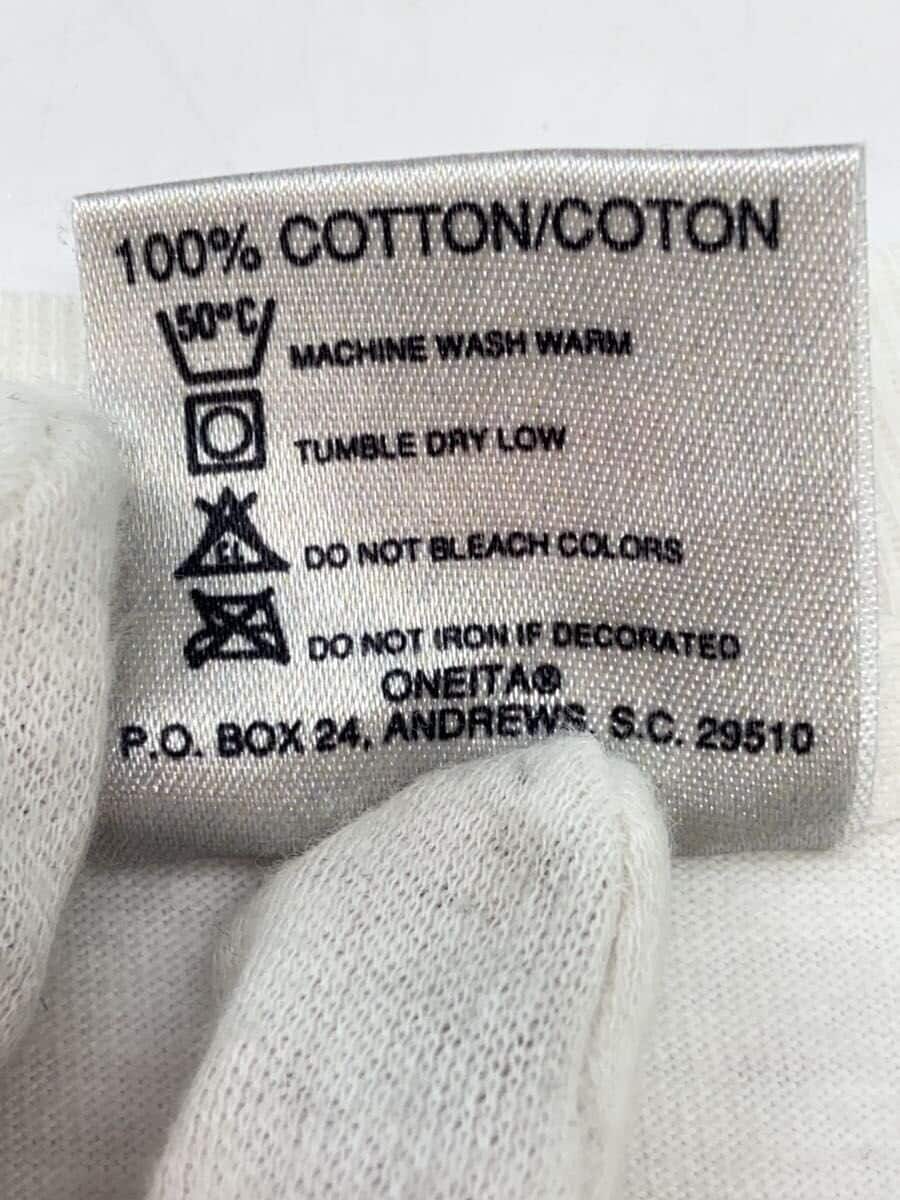 100% COTTON/COTON
50°C MACHINE WASH WARM
TUMBLE DRY LOW
CL DO NOT BLEACH COLORS
DO NOT IRON IF DECORATED
ONEITA®
P.O. BOX 24, ANDREWS, S.C. 29510